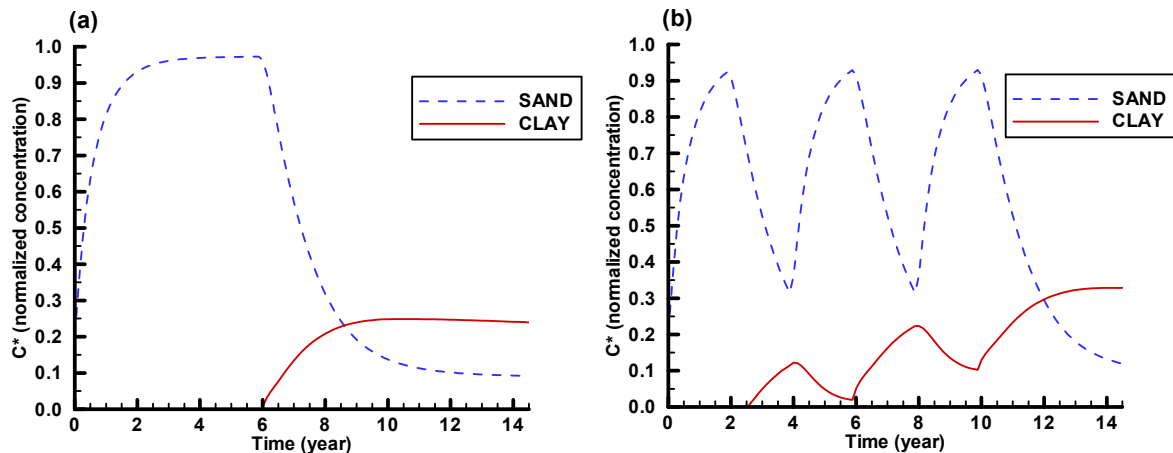 (a)
C* (normalized concentration)
1.0
0.9
0.8
0.7
0.6
0.5
0.4
0.3
0.2
0.1
0.0
SAND
CLAY
0 2 4 6 8 10 12 14
Time (year)
(b)
C* (normalized concentration)
1.0
0.9
0.8
0.7
0.6
0.5
0.4
0.3
0.2
0.1
0.0
SAND
CLAY
0 2 4 6 8 10 12 14
Time (year)